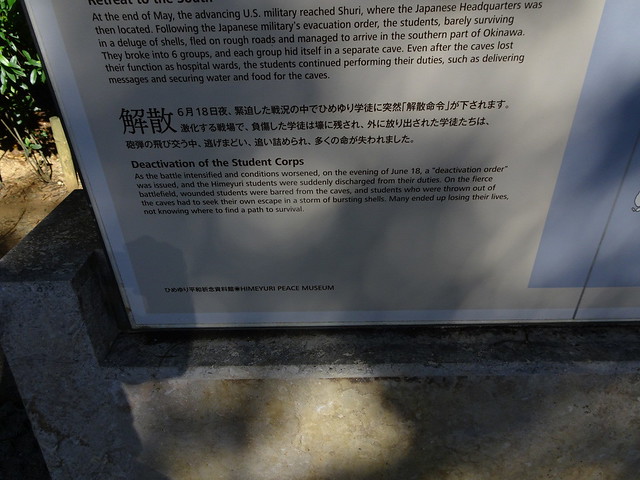 Retreat to the South
At the end of May, the advancing U.S. military reached Shuri, where the Japanese Headquarters was
then located. Following the Japanese military's evacuation order, the students, barely surviving
in a deluge of shells, fled on rough roads and managed to arrive in the southern part of Okinawa.
They broke into 6 groups, and each group hid itself in a separate cave. Even after the caves lost
their function as hospital wards, the students continued performing their duties, such as delivering
messages and securing water and food for the caves.
解散 6月18日夜、緊迫した戦況の中でひめゆり学徒に突然「解散命令」が下されます。
激化する戦場で、負傷した学徒は壕に残され、外に放り出された学徒たちは、
砲弾の飛び交う中、逃げまどい、追い詰められ、多くの命が失われました。
Deactivation of the Student Corps
As the battle intensified and conditions worsened, on the evening of June 18, a "deactivation order"
was issued, and the Himeyuri students were suddenly discharged from their duties. On the fierce
battlefield, wounded students were barred from the caves, and students who were thrown out of
the caves had to seek their own escape in a storm of bursting shells. Many ended up losing their lives,
not knowing where to find a path to survival.
ひめゆり平和祈念資料館●HIMEYURI PEACE MUSEUM